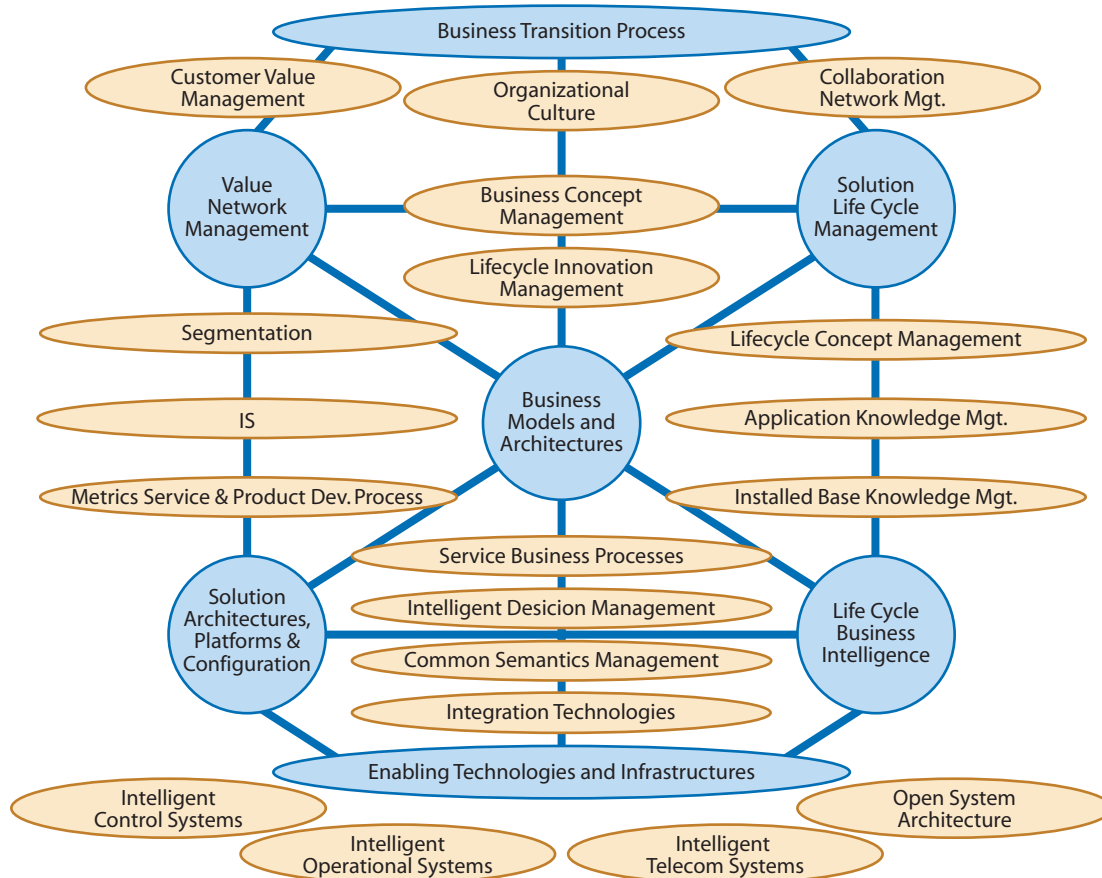 Business Transition Process
Customer Value
Management
Organizational
Culture
Collaboration
Network Mgt.
Value
Network
Management
Business Concept
Management
Solution
Life Cycle
Management
Lifecycle Innovation
Management
Segmentation
Lifecycle Concept Management
Business
Models and
Architectures
IS
Application Knowledge Mgt.
Metrics Service & Product Dev. Process
Installed Base Knowledge Mgt.
Service Business Processes
Solution
Architectures,
Platforms &
Configuration
Intelligent Desicion Management
Life Cycle
Business
Intelligence
Common Semantics Management
Integration Technologies
Enabling Technologies and Infrastructures
Intelligent
Control Systems
Open System
Architecture
Intelligent
Operational Systems
Intelligent
Telecom Systems